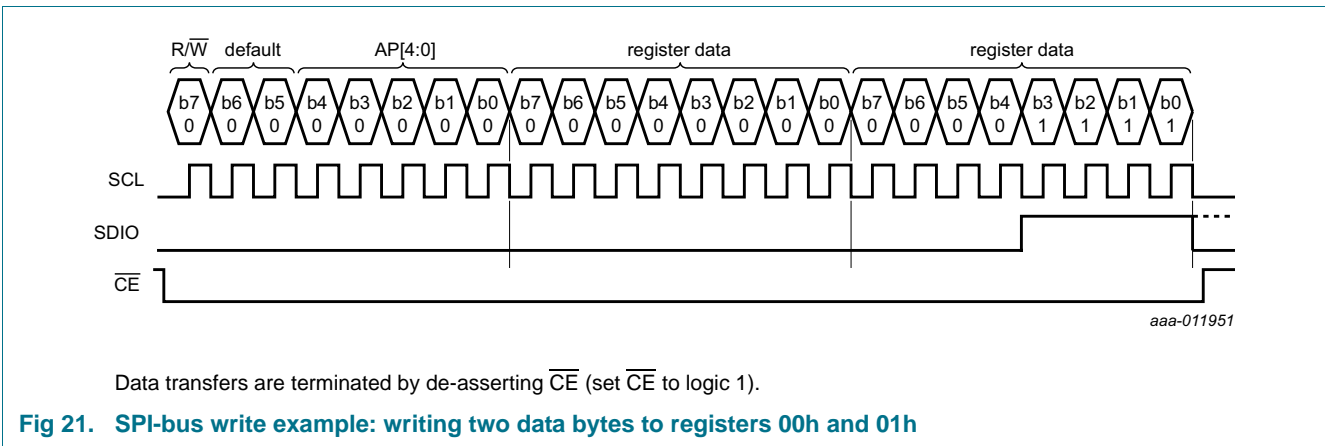 R/W̅ default AP[4:0] register data register data
b7 b6 b5 b4 b3 b2 b1 b0 b7 b6 b5 b4 b3 b2 b1 b0 b7 b6 b5 b4 b3 b2 b1 b0
0 0 0 0 0 0 0 0 0 0 0 0 0 0 0 0 0 0 0 0 1 1 1 1
SCL
SDIO
C̅E̅
aaa-011951
Data transfers are terminated by de-asserting C̅E̅ (set C̅E̅ to logic 1).
Fig 21. SPI-bus write example: writing two data bytes to registers 00h and 01h